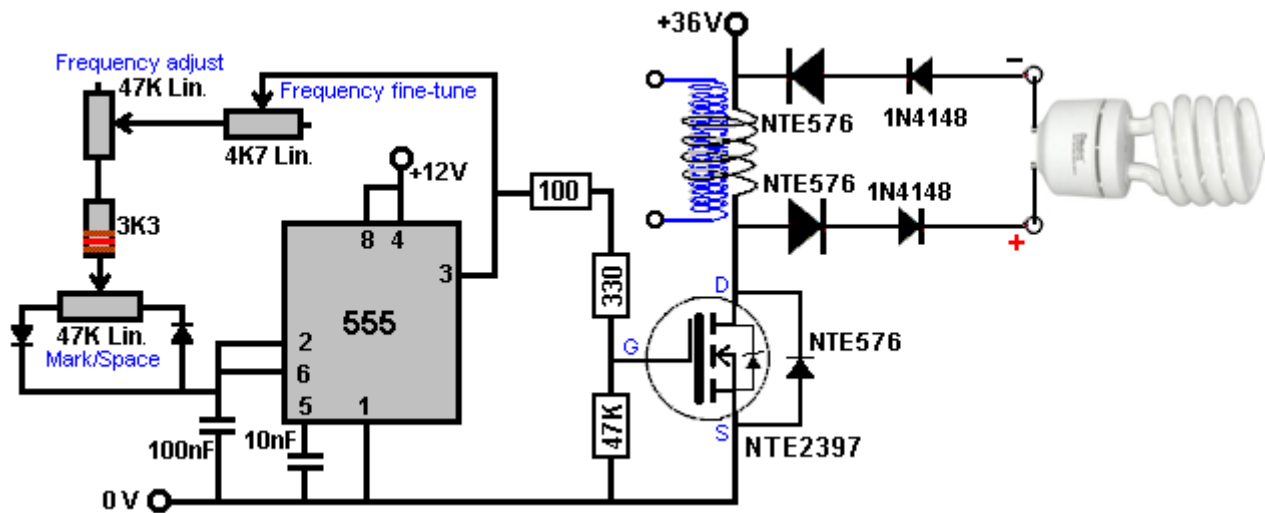 +36V
Frequency adjust
47K Lin.
Frequency fine-tune
4K7 Lin.
+12V
100
NTE576
1N4148
−
NTE576
1N4148
+
3K3
8 4
3
330
555
47K Lin.
Mark/Space
2
6
5 1
D
G
NTE576
100nF
10nF
47K
S
NTE2397
0 V